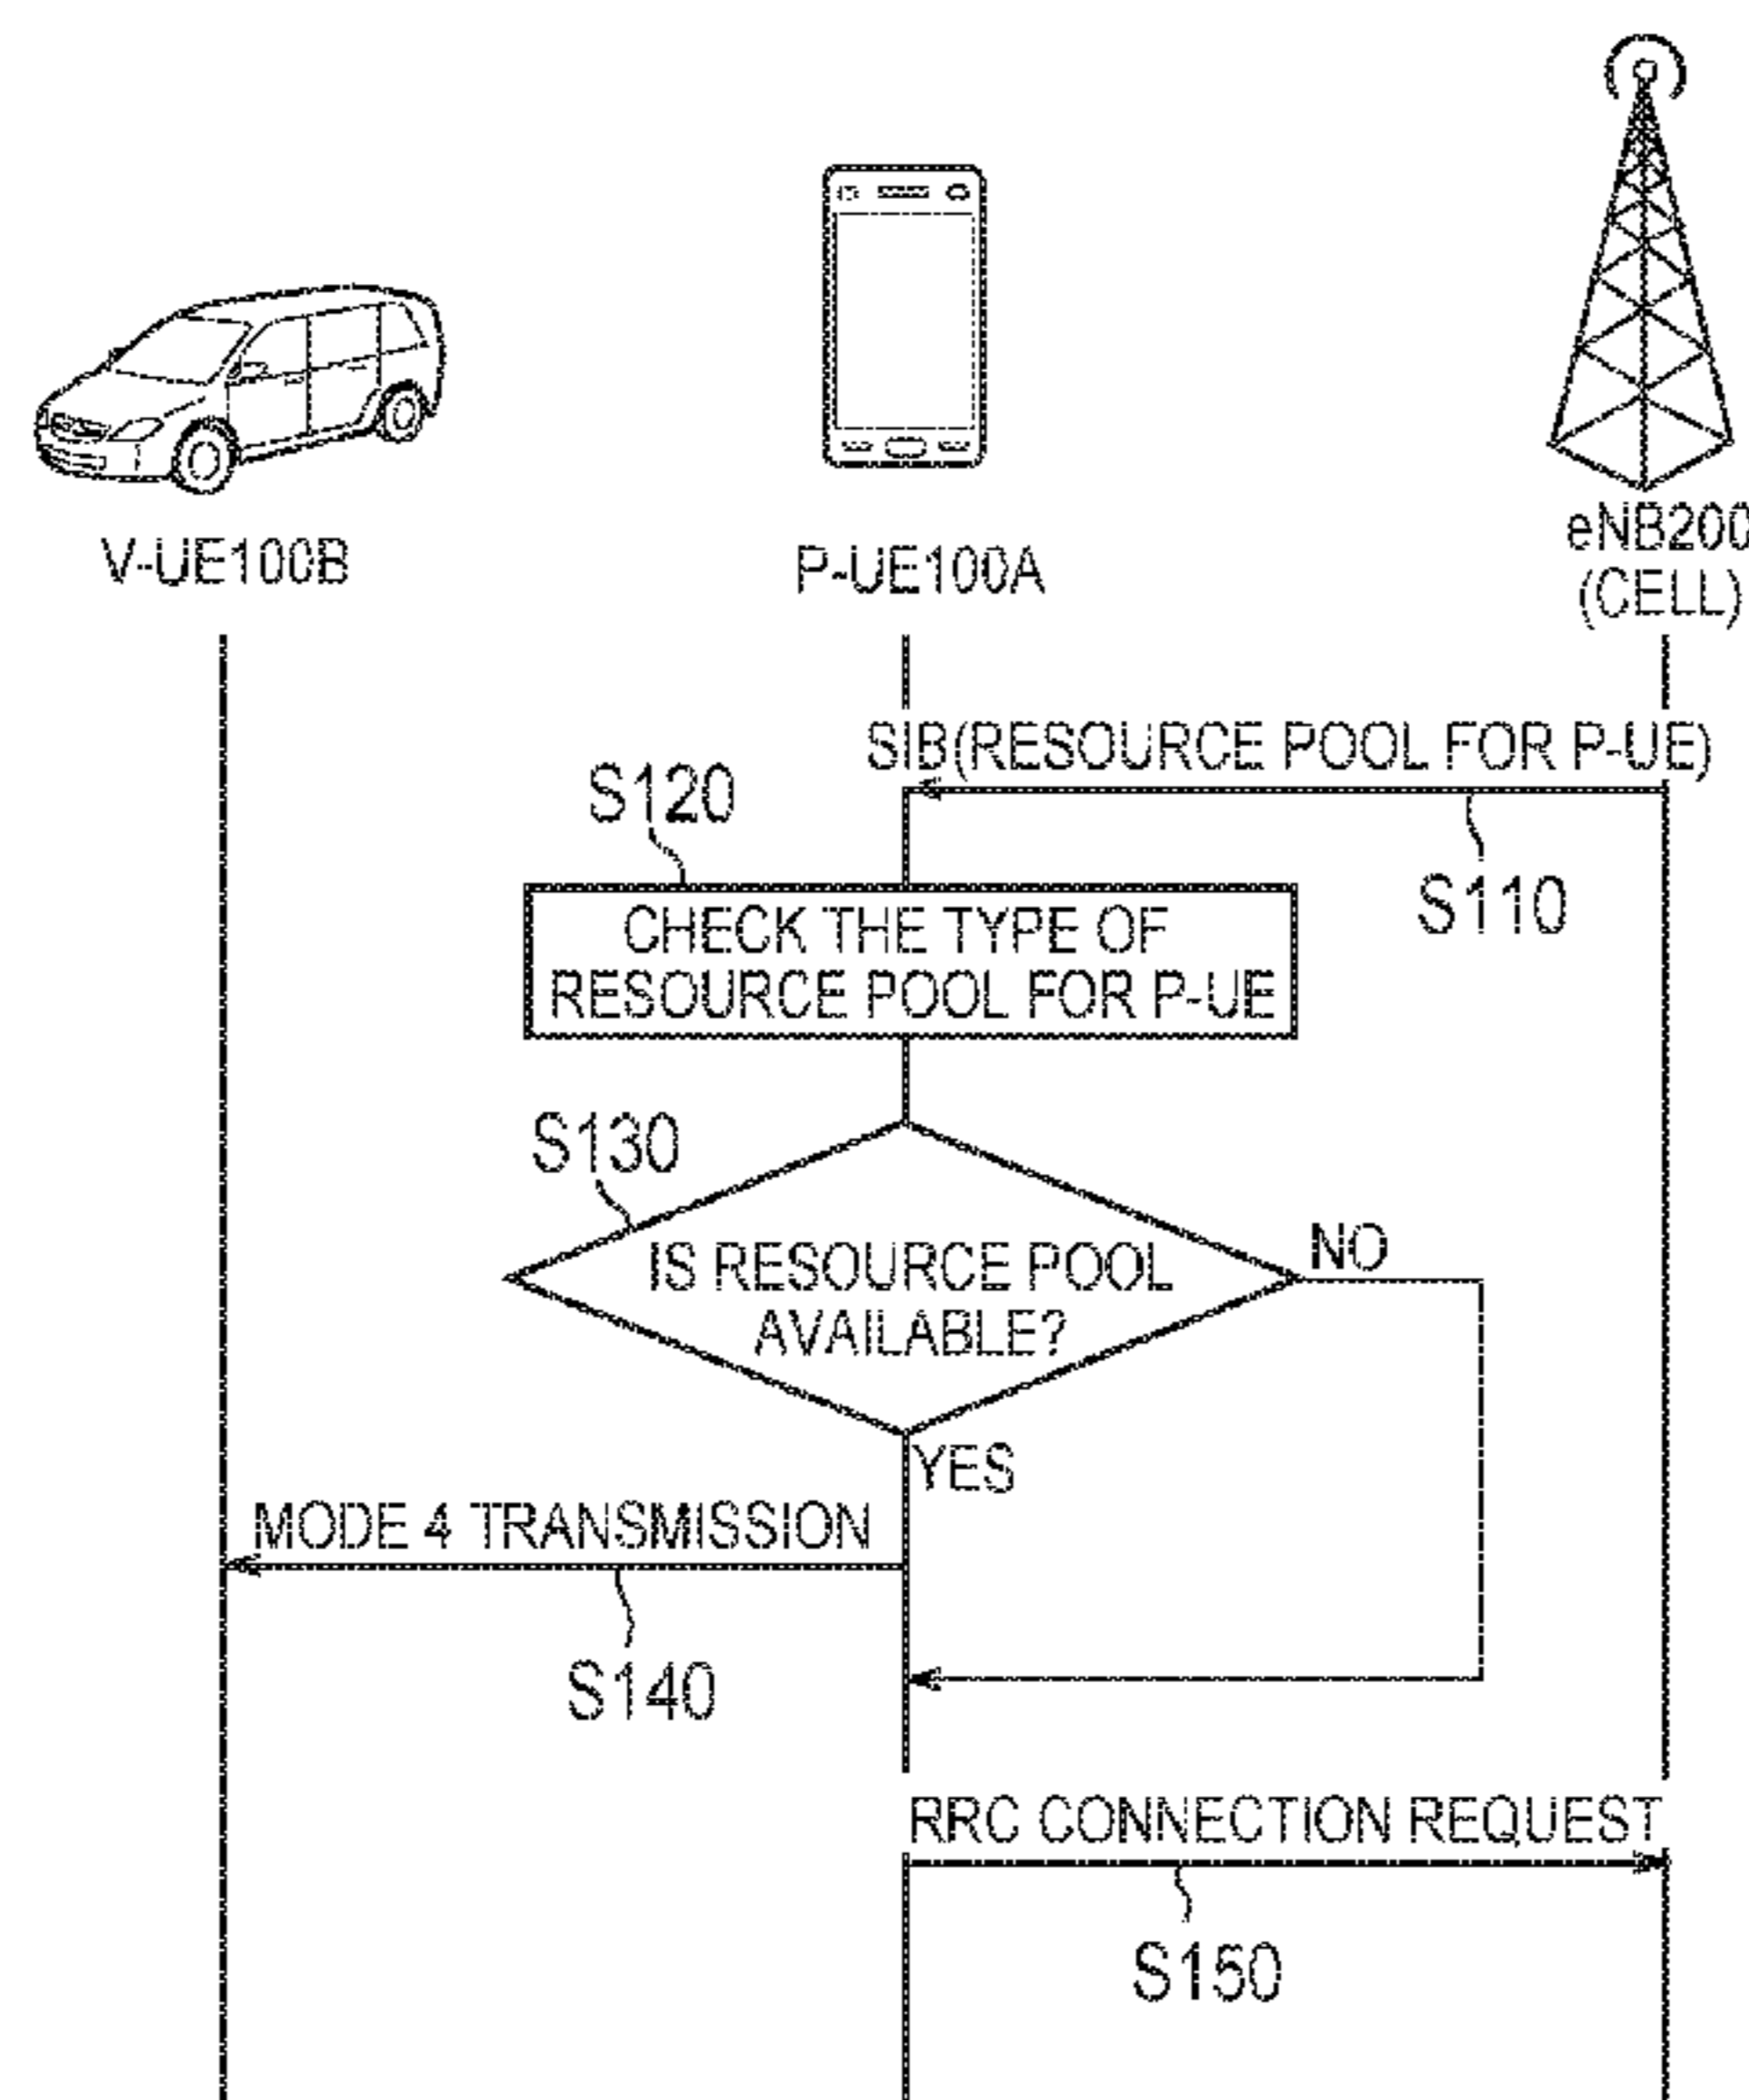 V-UE100B
P-UE100A
eNB200
(CELL)
SIB(RESOURCE POOL FOR P-UE)
S120
S110
CHECK THE TYPE OF
RESOURCE POOL FOR P-UE
S130
NO
IS RESOURCE POOL
AVAILABLE?
YES
MODE 4 TRANSMISSION
S140
RRC CONNECTION REQUEST
S150